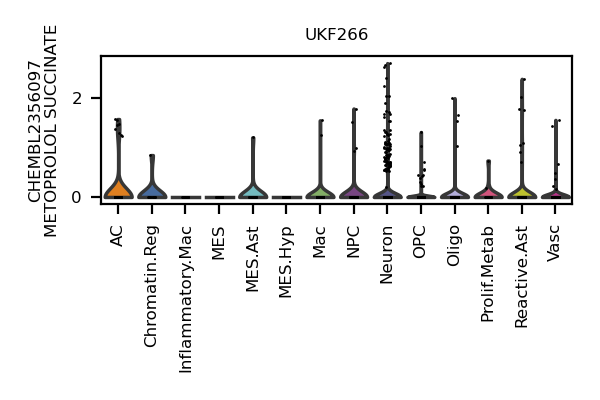 UKF266
CHEMBL2356097
METOPROLOL SUCCINATE
2
0
AC
Chromatin.Reg
Inflammatory.Mac
MES
MES.Ast
MES.Hyp
Mac
NPC
Neuron
OPC
Oligo
Prolif.Metab
Reactive.Ast
Vasc